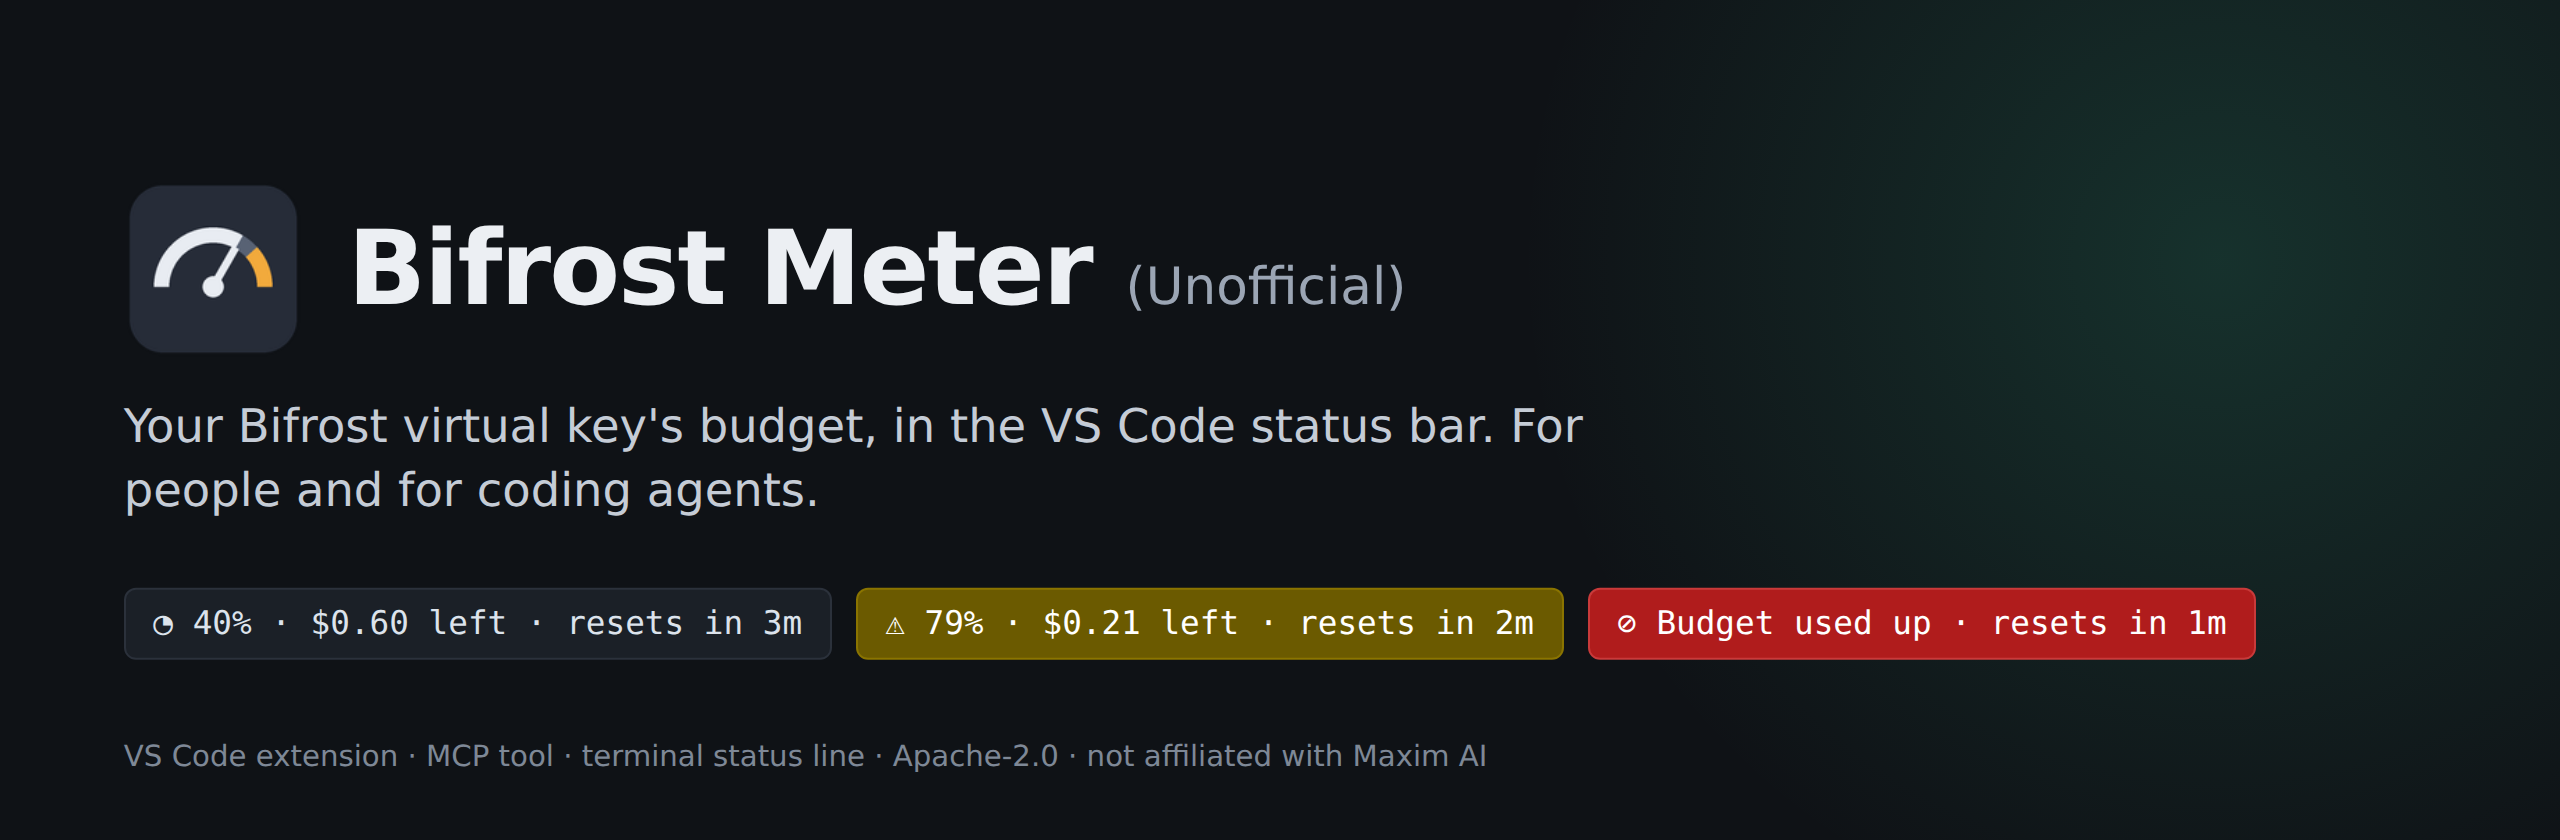 Bifrost Meter (Unofficial)
Your Bifrost virtual key's budget, in the VS Code status bar. For
people and for coding agents.
◔ 40% · $0.60 left · resets in 3m
⚠ 79% · $0.21 left · resets in 2m
⊘ Budget used up · resets in 1m
VS Code extension · MCP tool · terminal status line · Apache-2.0 · not affiliated with Maxim AI